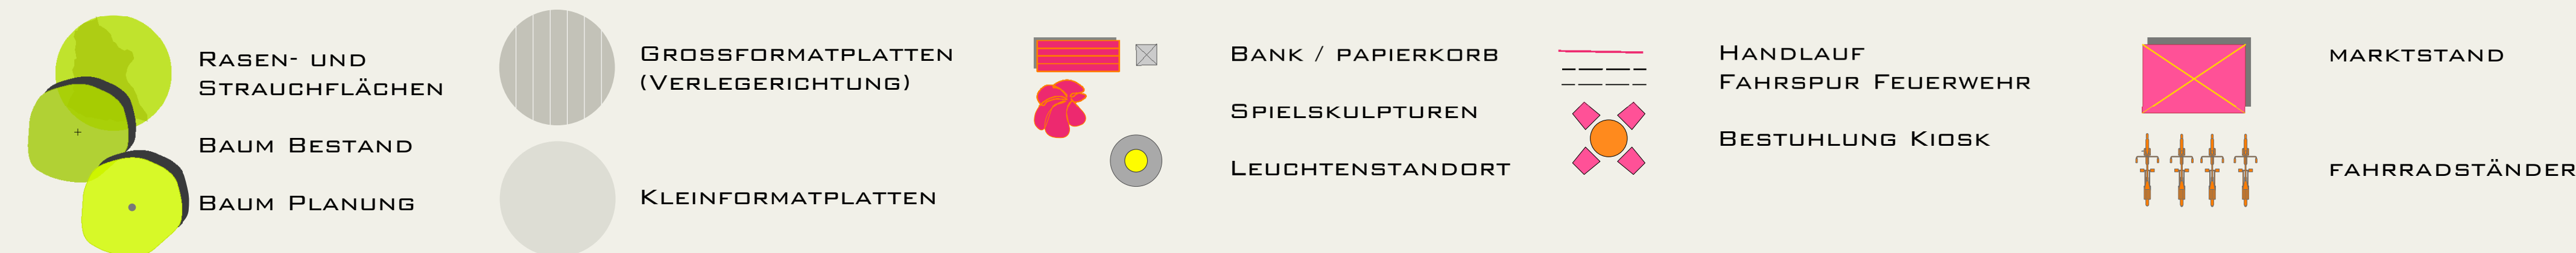 Rasen- und
Strauchflächen
Baum Bestand
Baum Planung
Grossformatplatten
(Verlegerichtung)
Kleinformatplatten
Bank / papierkorb
Spielskulpturen
Leuchtenstandort
Handlauf
Fahrspur Feuerwehr
Bestuhlung Kiosk
marktstand
fahrradständer